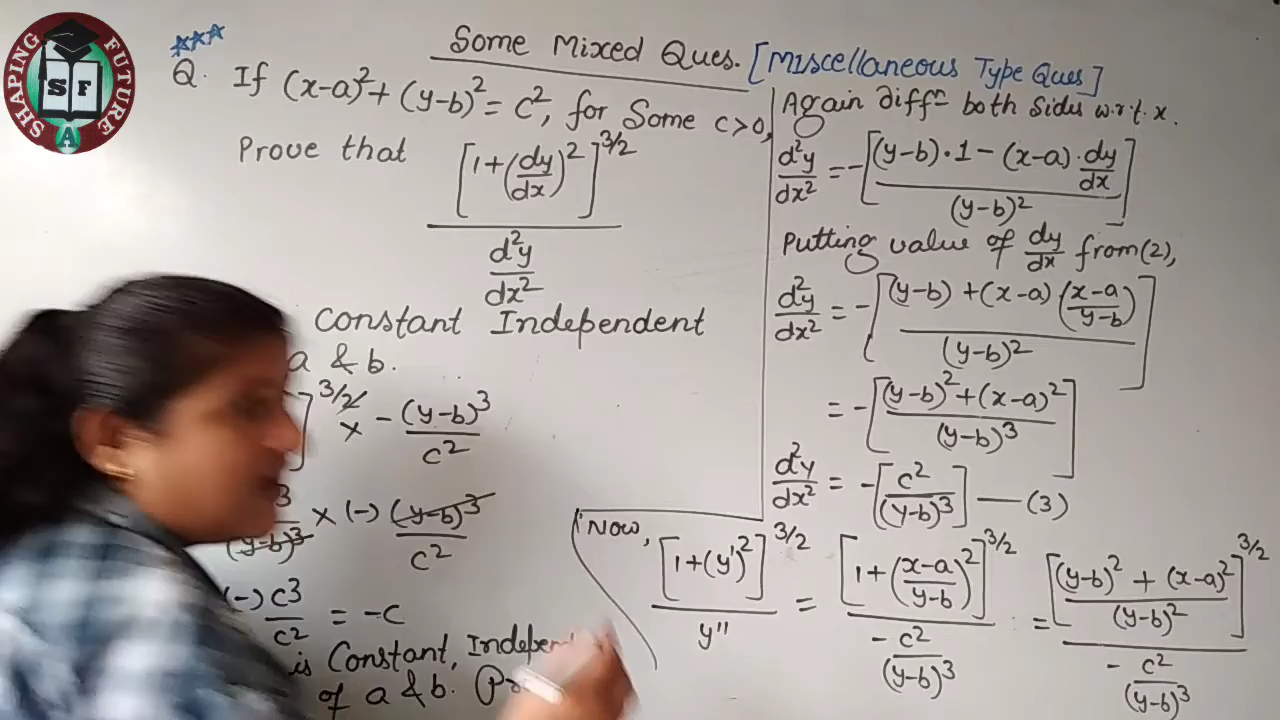 SHAPING FUTURE
S F
A
Some Mixed Ques. [Miscellaneous Type Ques]
*** 
Q. If (x-a)² + (y-b)² = c², for Some c>0,
Prove that [1+(dy/dx)²]^3/2 / d²y/dx²
Constant Independent
a & b.
]^3/2 × -(y-b)³/c²
3/(y-b)³ × (-) (y-b)³/c²
(-) c³/c² = -c
is Constant, Indepen
of a & b. (P
Again diffⁿ both sides w.r.t. x.
d²y/dx² = -[(y-b)·1 - (x-a)·dy/dx / (y-b)²]
Putting value of dy/dx from (2),
d²y/dx² = -[(y-b) + (x-a) (x-a/y-b) / (y-b)²]
= -[(y-b)² + (x-a)² / (y-b)³]
d²y/dx² = -[c²/(y-b)³] — (3)
Now, [1+(y')²]^3/2 / y'' = [1+(x-a/y-b)²]^3/2 / -c²/(y-b)³ = [(y-b)² + (x-a)² / (y-b)²]^3/2 / -c²/(y-b)³